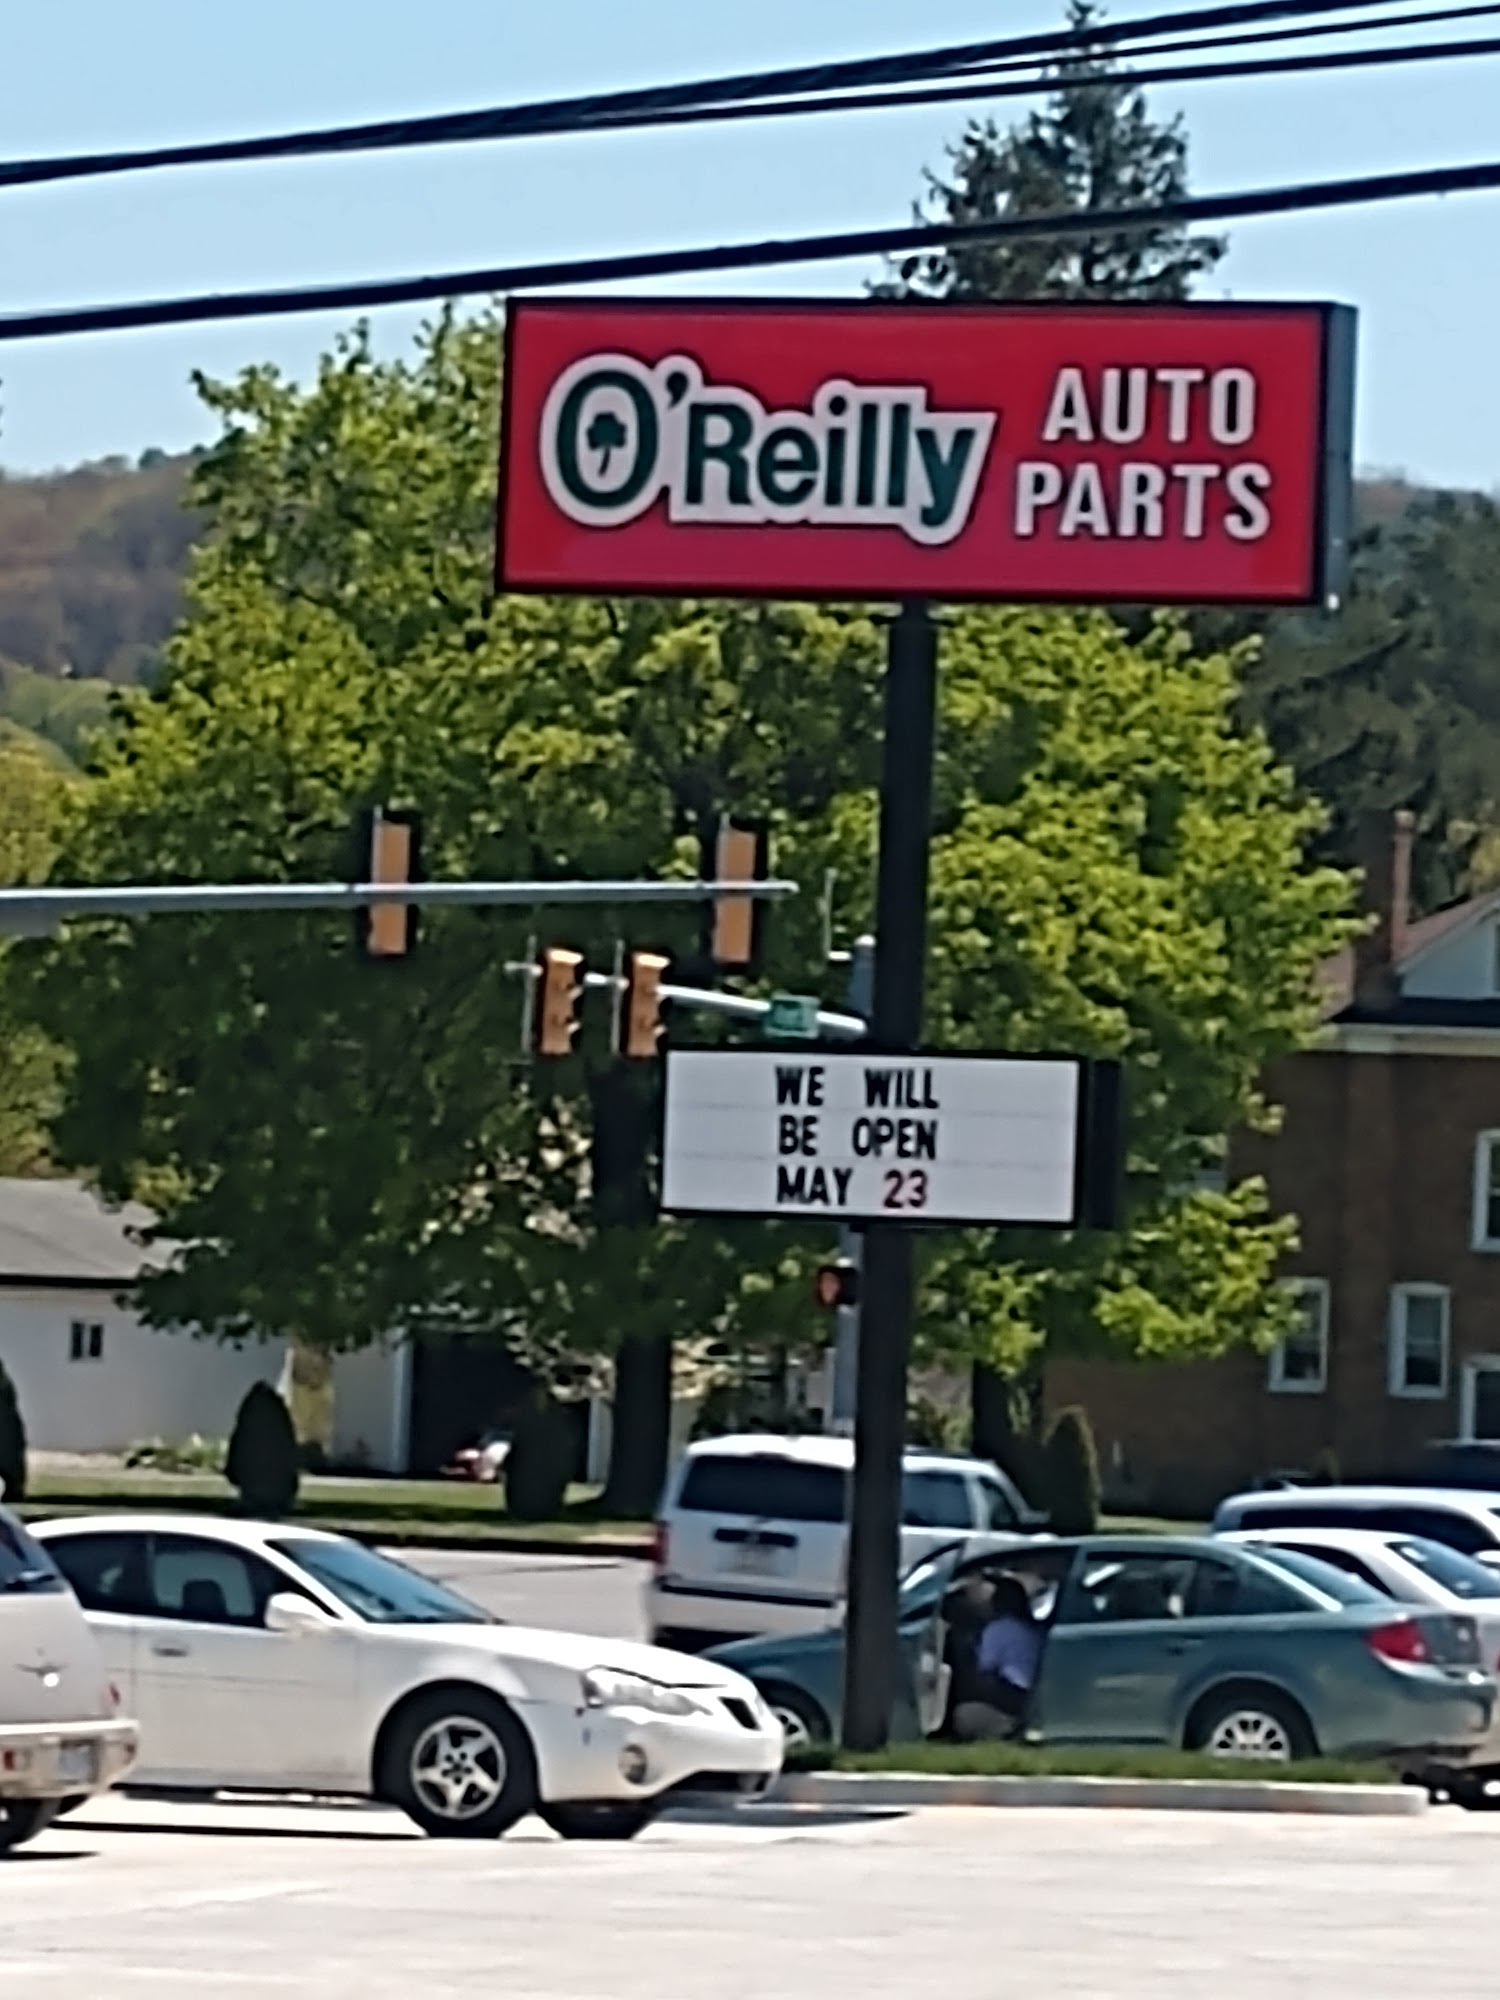 O'Reilly
AUTO
PARTS
WE WILL
BE OPEN
MAY 23